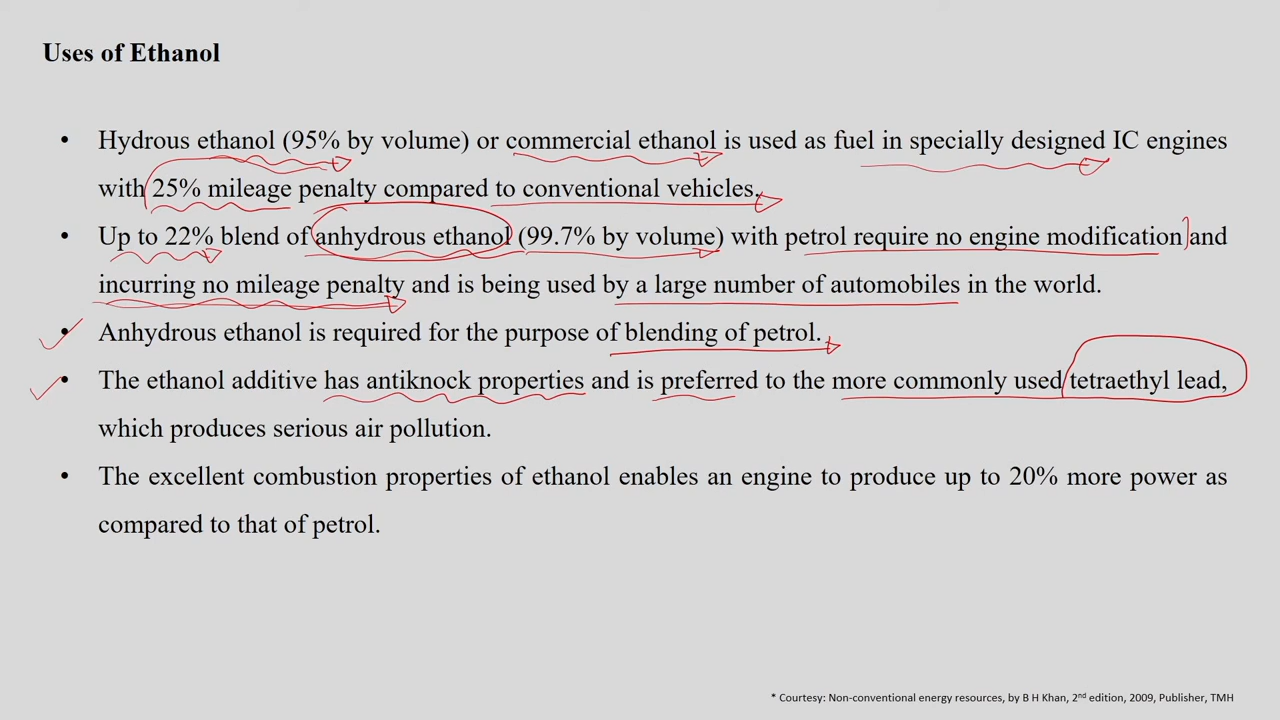 Uses of Ethanol
• Hydrous ethanol (95% by volume) or commercial ethanol is used as fuel in specially designed IC engines
with 25% mileage penalty compared to conventional vehicles.
• Up to 22% blend of anhydrous ethanol (99.7% by volume) with petrol require no engine modification and
incurring no mileage penalty and is being used by a large number of automobiles in the world.
• Anhydrous ethanol is required for the purpose of blending of petrol.
• The ethanol additive has antiknock properties and is preferred to the more commonly used tetraethyl lead,
which produces serious air pollution.
• The excellent combustion properties of ethanol enables an engine to produce up to 20% more power as
compared to that of petrol.
* Courtesy: Non-conventional energy resources, by B H Khan, 2nd edition, 2009, Publisher, TMH